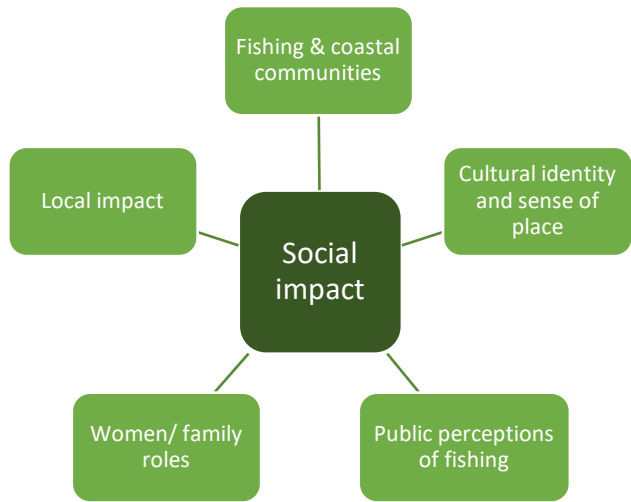 Fishing & coastal
communities
Local impact
Cultural identity
and sense of
place
Social
impact
Women/ family
roles
Public perceptions
of fishing